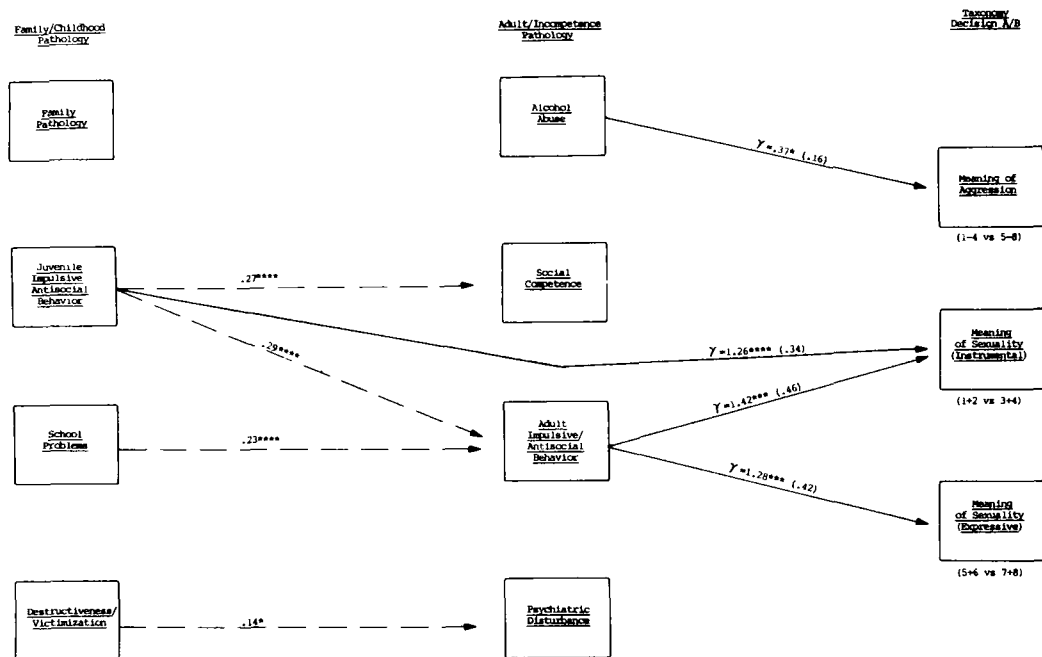 Family/Childhood
Pathology
Adult/Incompetence
Pathology
Taxonomy
Decision A/B
Family
Pathology
Alcohol
Abuse
γ=.37* (.16)
Meaning of
Aggression
(1-4 vs 5-8)
Juvenile
Impulsive
Antisocial
Behavior
.27****
Social
Competence
.29****
γ=1.26**** (.34)
Meaning
of Sexuality
(Instrumental)
(1+2 vs 3+4)
γ=1.42*** (.46)
School
Problems
.23****
Adult
Impulsive/
Antisocial
Behavior
γ=1.28*** (.42)
Meaning
of Sexuality
(Expressive)
(5+6 vs 7+8)
Destructiveness/
Victimization
.14*
Psychiatric
Disturbance